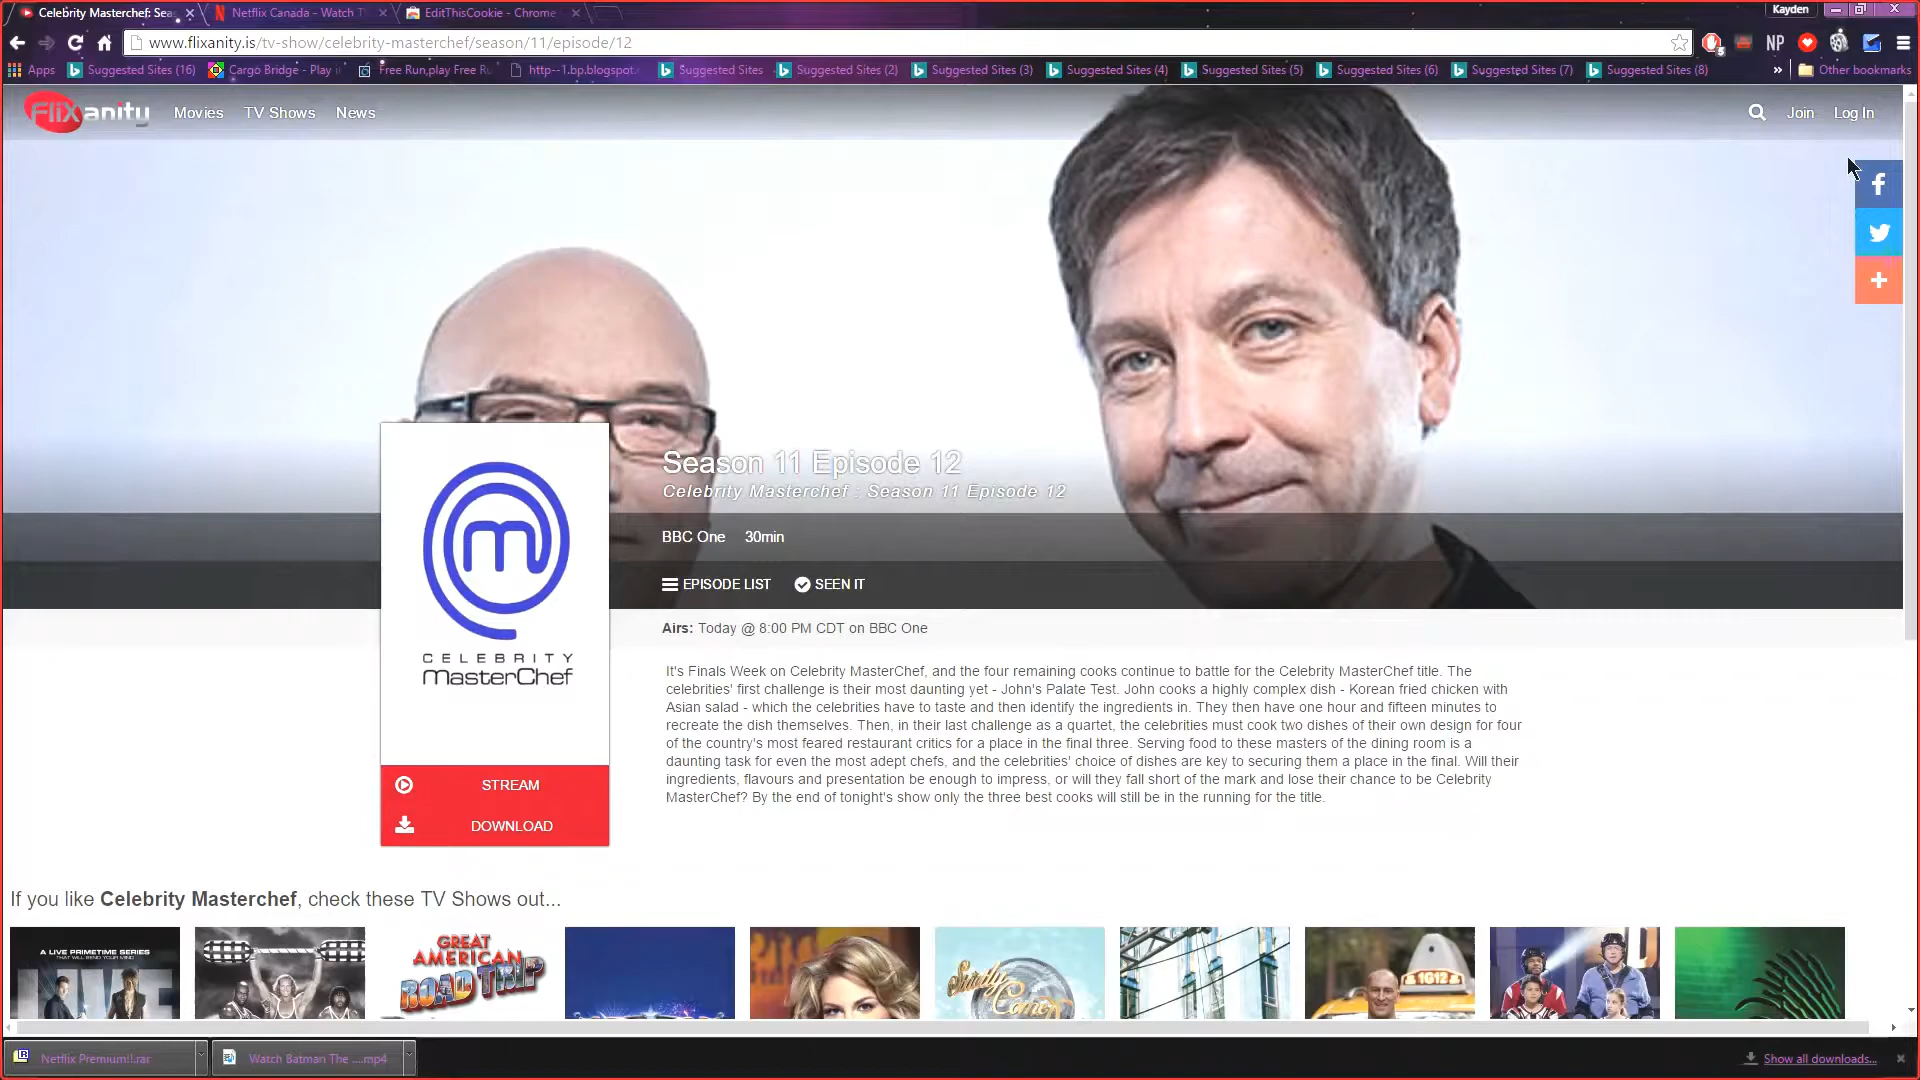 Celebrity Masterchef: Sea
Netflix Canada - Watch T
EditThisCookie - Chrome
Kayden
www.flixanity.is/tv-show/celebrity-masterchef/season/11/episode/12
NP
Apps
Suggested Sites (16)
Cargo Bridge - Play i
Free Run,play Free R
http--1.bp.blogspot.
Suggested Sites
Suggested Sites (2)
Suggested Sites (3)
Suggested Sites (4)
Suggested Sites (5)
Suggested Sites (6)
Suggested Sites (7)
Suggested Sites (8)
Other bookmarks
Flixanity
Movies
TV Shows
News
Join
Log In
Season 11 Episode 12
Celebrity Masterchef : Season 11 Episode 12
BBC One 30min
EPISODE LIST
SEEN IT
Airs: Today @ 8:00 PM CDT on BBC One
CELEBRITY
MasterChef
It's Finals Week on Celebrity MasterChef, and the four remaining cooks continue to battle for the Celebrity MasterChef title. The
celebrities' first challenge is their most daunting yet - John's Palate Test. John cooks a highly complex dish - Korean fried chicken with
Asian salad - which the celebrities have to taste and then identify the ingredients in. They then have one hour and fifteen minutes to
recreate the dish themselves. Then, in their last challenge as a quartet, the celebrities must cook two dishes of their own design for four
of the country's most feared restaurant critics for a place in the final three. Serving food to these masters of the dining room is a
daunting task for even the most adept chefs, and the celebrities' choice of dishes are key to securing them a place in the final. Will their
ingredients, flavours and presentation be enough to impress, or will they fall short of the mark and lose their chance to be Celebrity
MasterChef? By the end of tonight's show only the three best cooks will still be in the running for the title.
STREAM
DOWNLOAD
If you like Celebrity Masterchef, check these TV Shows out...
A LIVE PRIMETIME SERIES
THAT WILL BEND YOUR MIND
GREAT
AMERICAN
ROAD TRIP
Strictly
Come
1G12
Netflix Premium!!.rar
Watch Batman The ....mp4
Show all downloads...